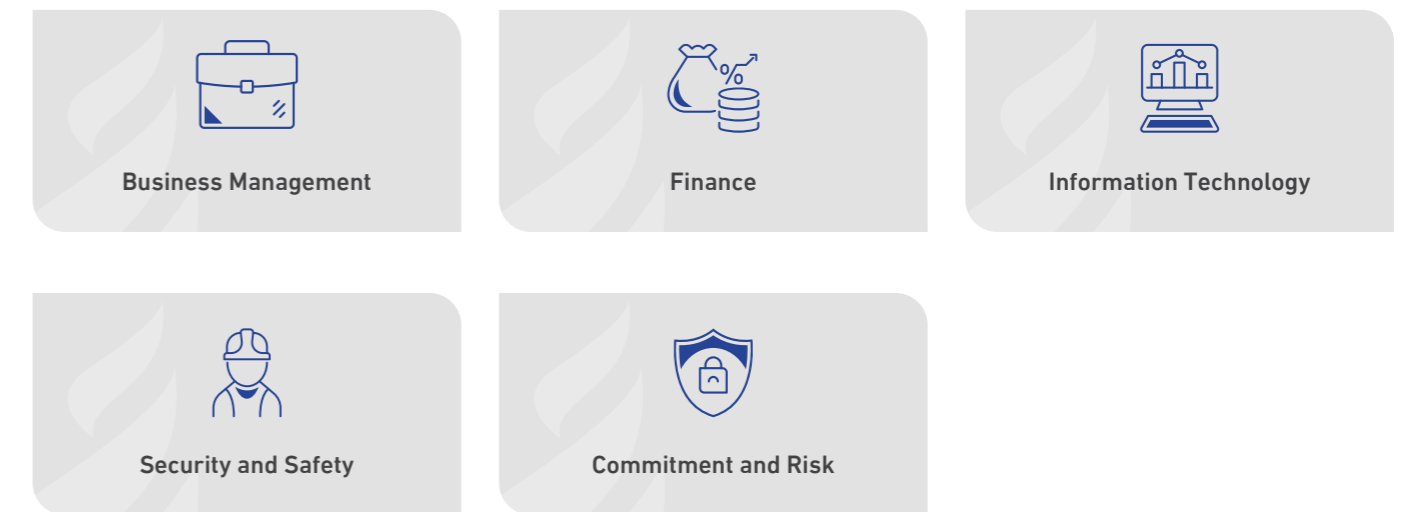 Business Management
Finance
Information Technology
Security and Safety
Commitment and Risk